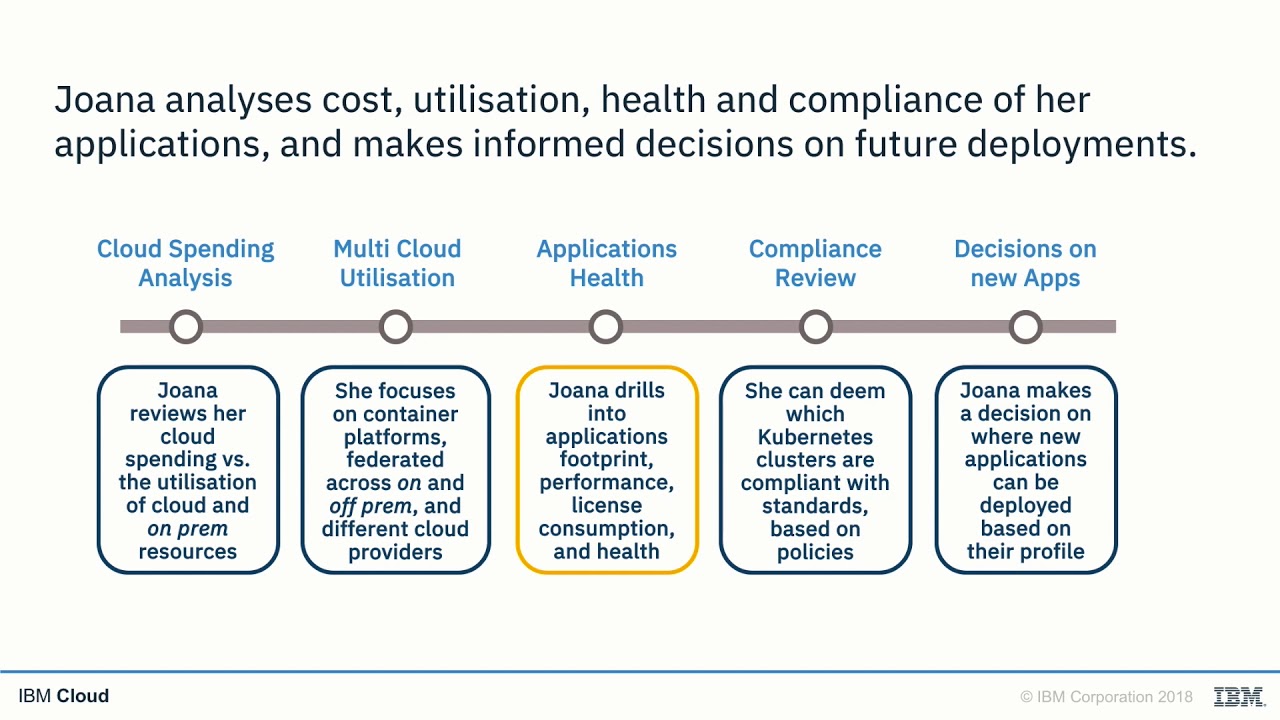 Joana analyses cost, utilisation, health and compliance of her
applications, and makes informed decisions on future deployments.
Cloud Spending
Analysis
Multi Cloud
Utilisation
Applications
Health
Compliance
Review
Decisions on
new Apps
Joana
reviews her
cloud
spending vs.
the utilisation
of cloud and
on prem
resources
She focuses
on container
platforms,
federated
across on and
off prem, and
different cloud
providers
Joana drills
into
applications
footprint,
performance,
license
consumption,
and health
She can deem
which
Kubernetes
clusters are
compliant with
standards,
based on
policies
Joana makes
a decision on
where new
applications
can be
deployed
based on
their profile
IBM Cloud
© IBM Corporation 2018
IBM